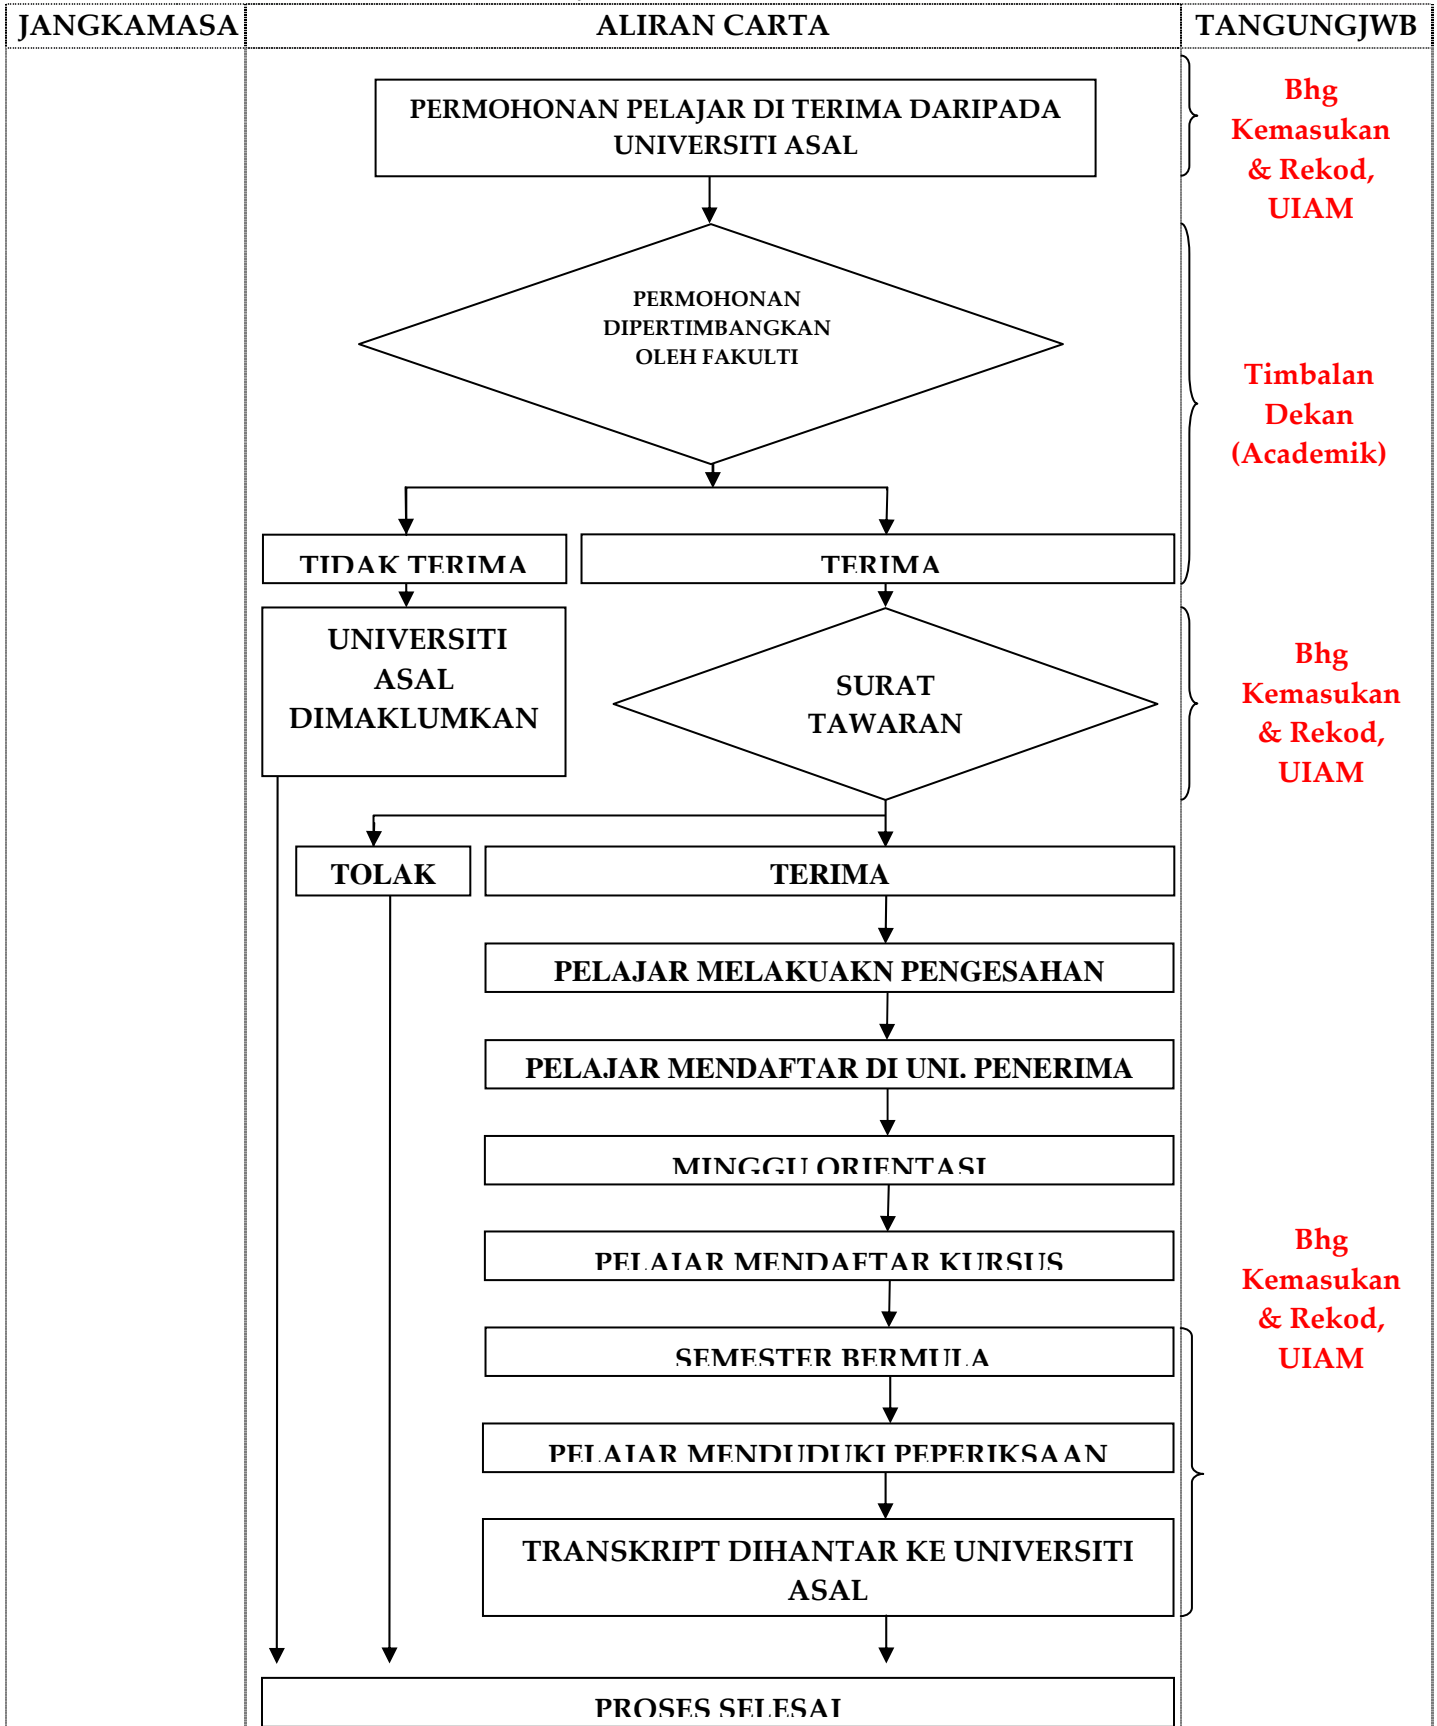 JANGKAMASA
ALIRAN CARTA
TANGUNGJWB
PERMOHONAN PELAJAR DI TERIMA DARIPADA
UNIVERSITI ASAL
Bhg
Kemasukan
& Rekod,
UIAM
PERMOHONAN
DIPERTIMBANGKAN
OLEH FAKULTI
Timbalan
Dekan
(Academik)
TIDAK TERIMA
TERIMA
UNIVERSITI
ASAL
DIMAKLUMKAN
SURAT
TAWARAN
Bhg
Kemasukan
& Rekod,
UIAM
TOLAK
TERIMA
PELAJAR MELAKUAKN PENGESAHAN
PELAJAR MENDAFTAR DI UNI. PENERIMA
MINGGU ORIENTASI
PELAJAR MENDAFTAR KURSUS
Bhg
Kemasukan
& Rekod,
UIAM
SEMESTER BERMULA
PELAJAR MENDUDUKI PEPERIKSAAN
TRANSKRIPT DIHANTAR KE UNIVERSITI
ASAL
PROSES SELESAI